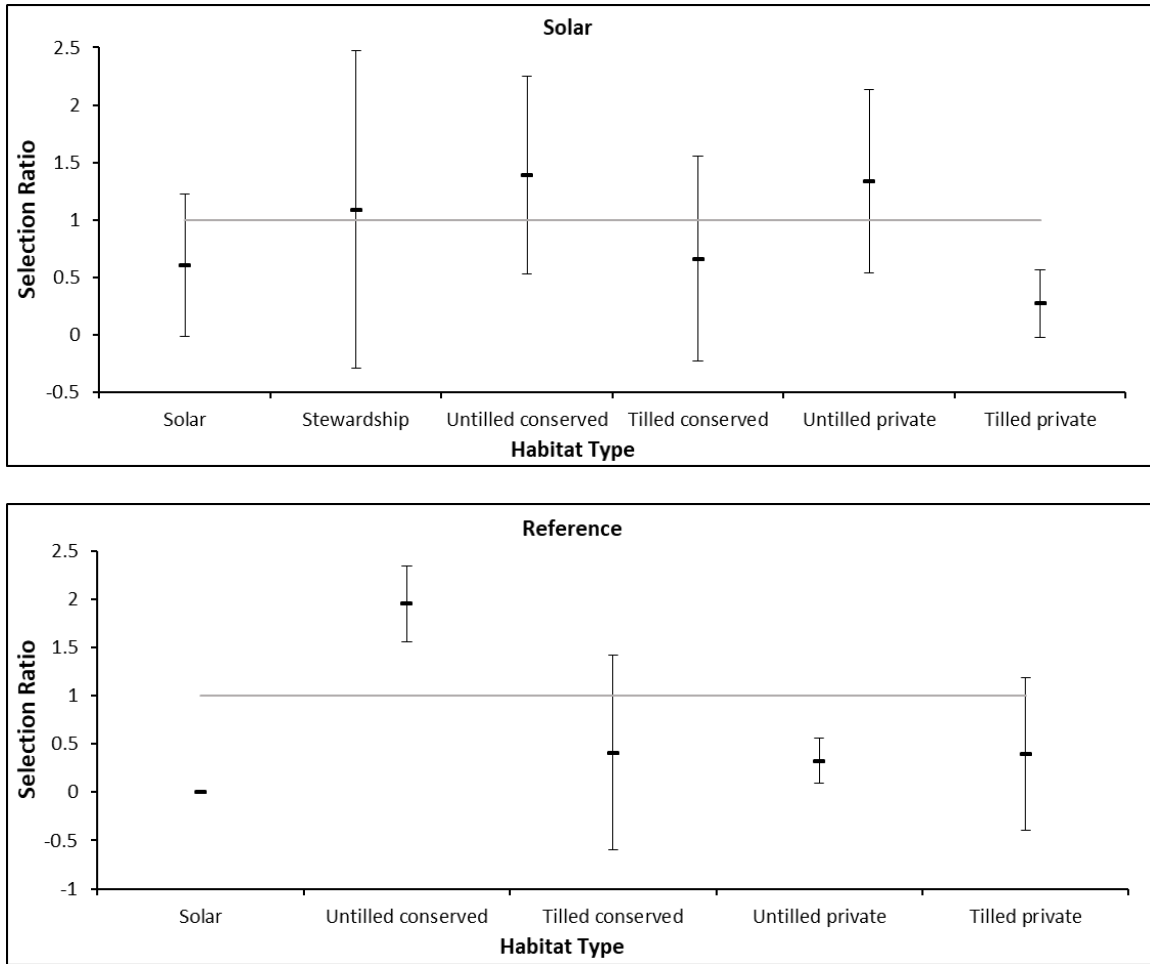 Solar
2.5
2
1.5
1
0.5
0
-0.5
Selection Ratio
Solar Stewardship Untilled conserved Tilled conserved Untilled private Tilled private
Habitat Type
Reference
2.5
2
1.5
1
0.5
0
-0.5
-1
Selection Ratio
Solar Untilled conserved Tilled conserved Untilled private Tilled private
Habitat Type